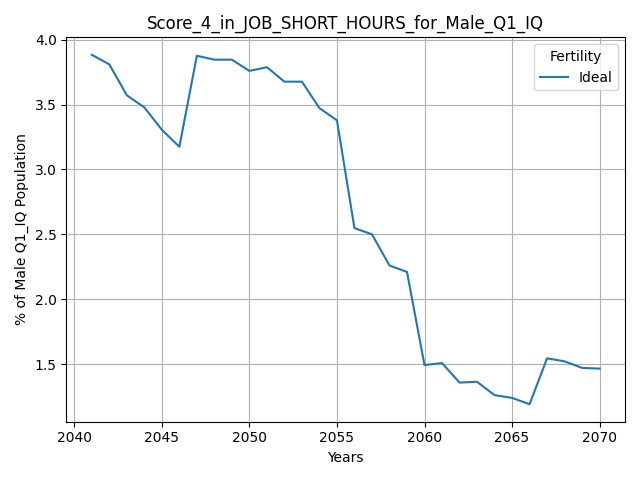 Score_4_in_JOB_SHORT_HOURS_for_Male_Q1_IQ
% of Male Q1_IQ Population
4.0
3.5
3.0
2.5
2.0
1.5
Fertility
Ideal
2040 2045 2050 2055 2060 2065 2070
Years